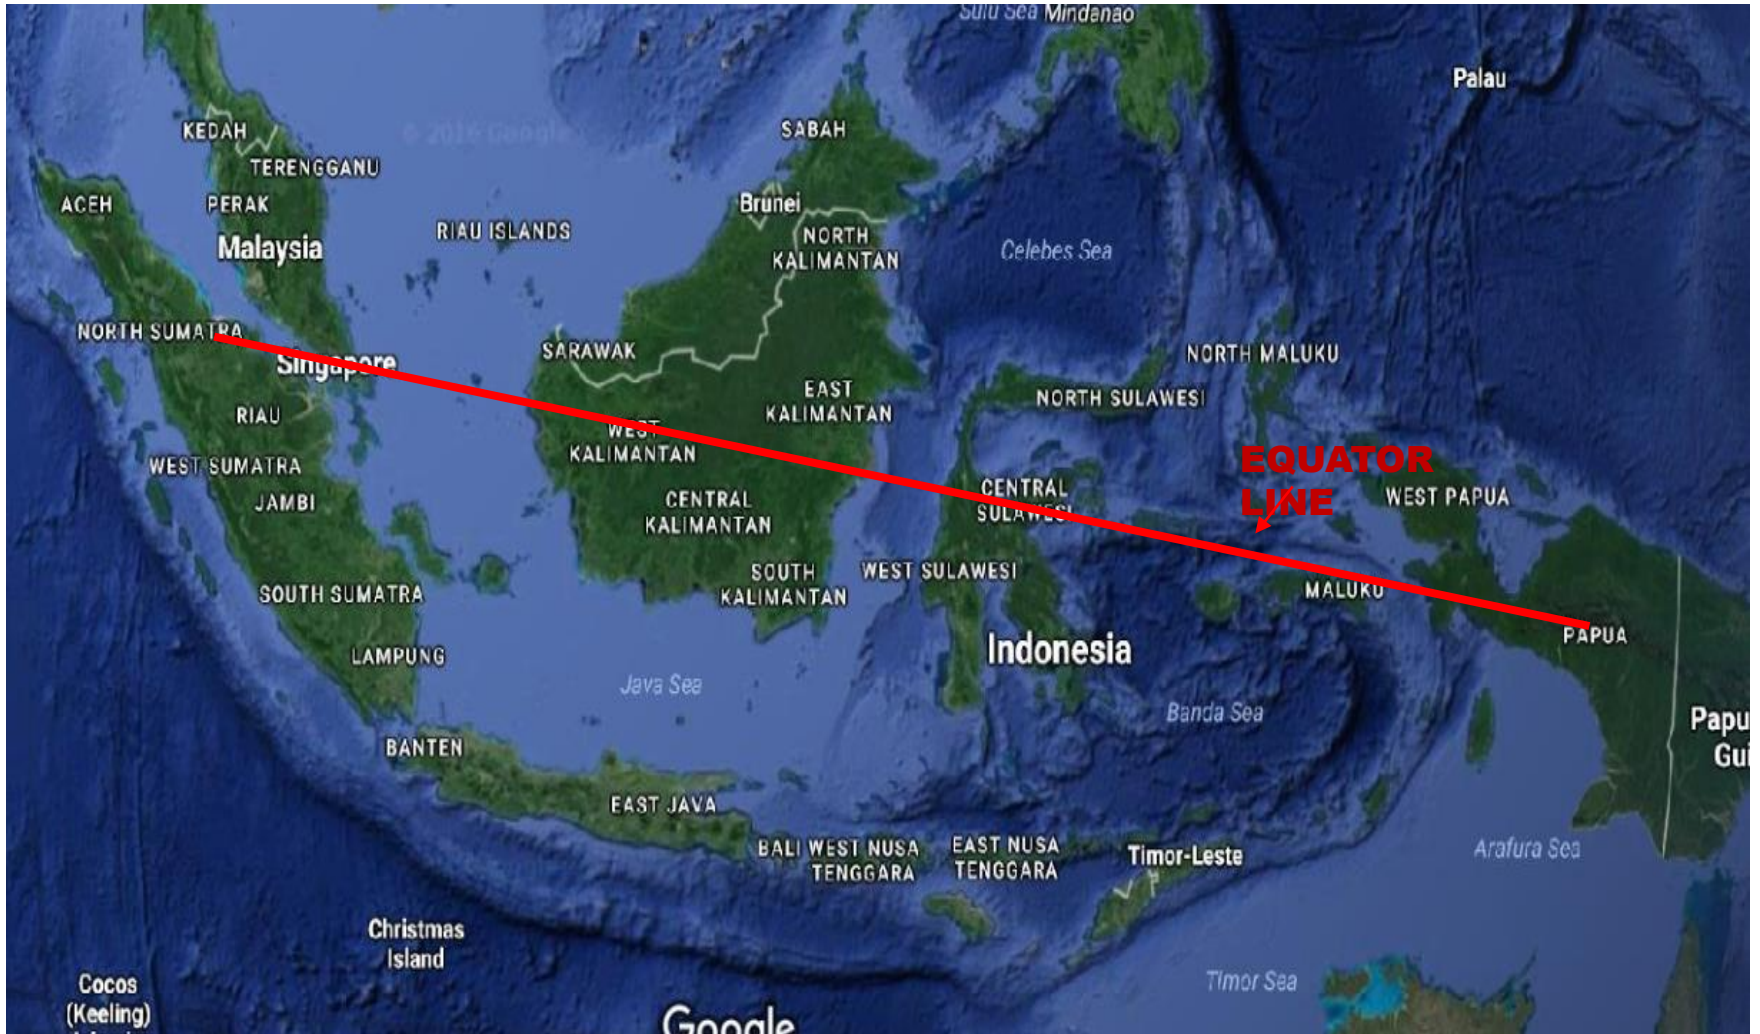 Sulu Sea Mindanao
Palau
KEDAH
SABAH
TERENGGANU
ACEH
PERAK
Brunei
RIAU ISLANDS
Malaysia
NORTH
KALIMANTAN
Celebes Sea
NORTH SUMATRA
Singapore
SARAWAK
NORTH MALUKU
EAST
KALIMANTAN
NORTH SULAWESI
RIAU
WEST
KALIMANTAN
EQUATOR
LINE
WEST SUMATRA
JAMBI
CENTRAL
KALIMANTAN
CENTRAL
SULAWESI
WEST PAPUA
SOUTH
KALIMANTAN
WEST SULAWESI
SOUTH SUMATRA
MALUKU
PAPUA
LAMPUNG
Indonesia
Java Sea
Banda Sea
Papu
Gui
BANTEN
EAST JAVA
BALI WEST NUSA
TENGGARA
EAST NUSA
TENGGARA
Timor-Leste
Arafura Sea
Christmas
Island
Timor Sea
Cocos
(Keeling)
Google
© 2016 Google